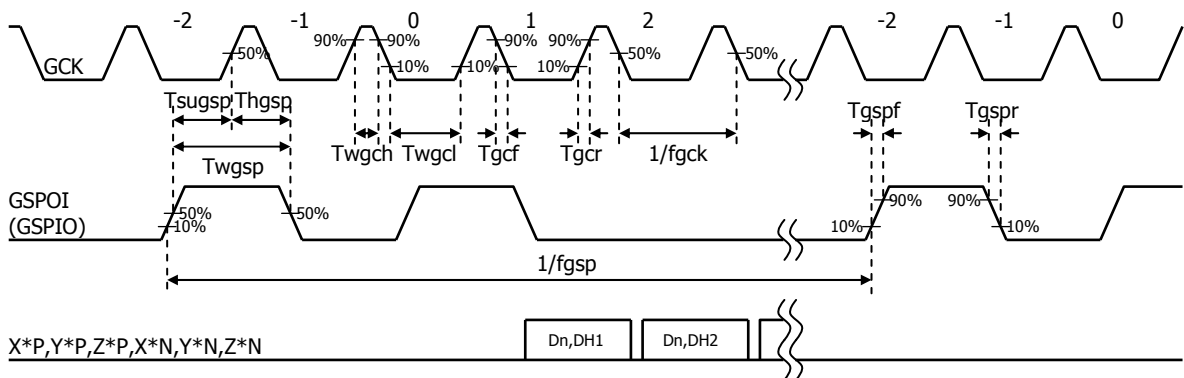 -2 -1 0 1 2 -2 -1 0
90% 90% 90% 90%
50% 50% 50%
GCK 10% 10% 10%
Tsugsp Thgsp Tgspf Tgspr
Twgch Twgcl Tgcf Tgcr 1/fgck
Twgsp
GSPOI
(GSPIO)
50% 50% 90% 90%
10% 10% 10%
1/fgsp
X*P,Y*P,Z*P,X*N,Y*N,Z*N Dn,DH1 Dn,DH2